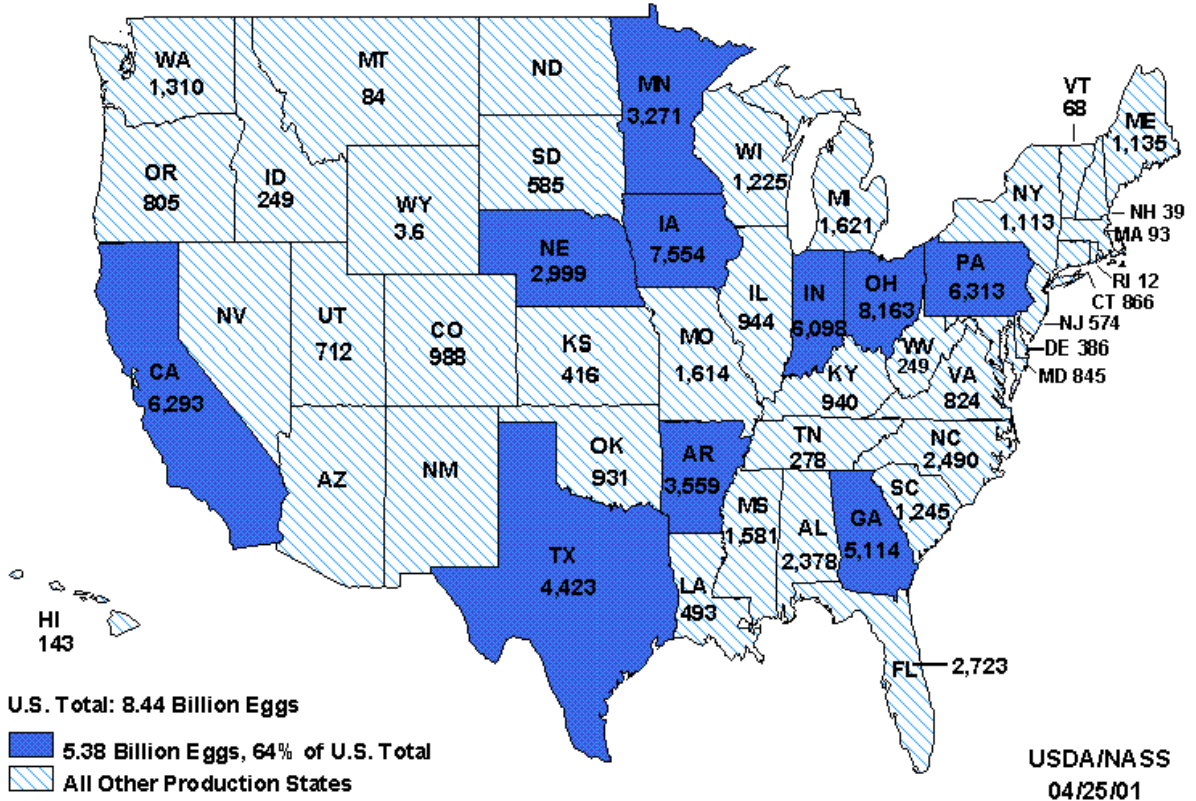 WA
1,310
MT
84
ND
MN
3,271
VT
68
ME
1,135
OR
805
ID
249
SD
585
WI
1,225
MI
1,621
NY
1,113
WY
3.6
NH 39
MA 93
NE
2,999
IA
7,554
PA
6,313
RI 12
CT 866
NV
UT
712
CO
988
IL
944
IN
6,098
OH
8,163
NJ 574
KS
416
MO
1,614
WV
249
DE 386
MD 845
CA
6,293
KY
940
VA
824
AZ
NM
OK
931
AR
3,559
TN
278
NC
2,490
SC
1,245
MS
1,581
AL
2,378
GA
5,114
TX
4,423
LA
493
HI
143
FL
2,723
U.S. Total: 8.44 Billion Eggs
5.38 Billion Eggs, 64% of U.S. Total
All Other Production States
USDA/NASS
04/25/01